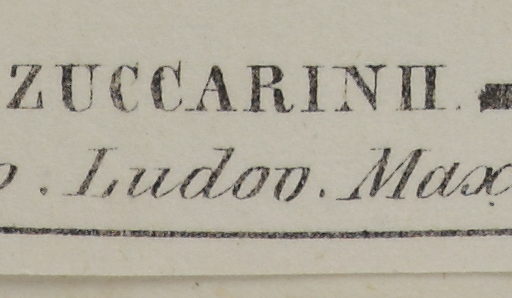 ZUCCARINII.
o. Ludov. Max